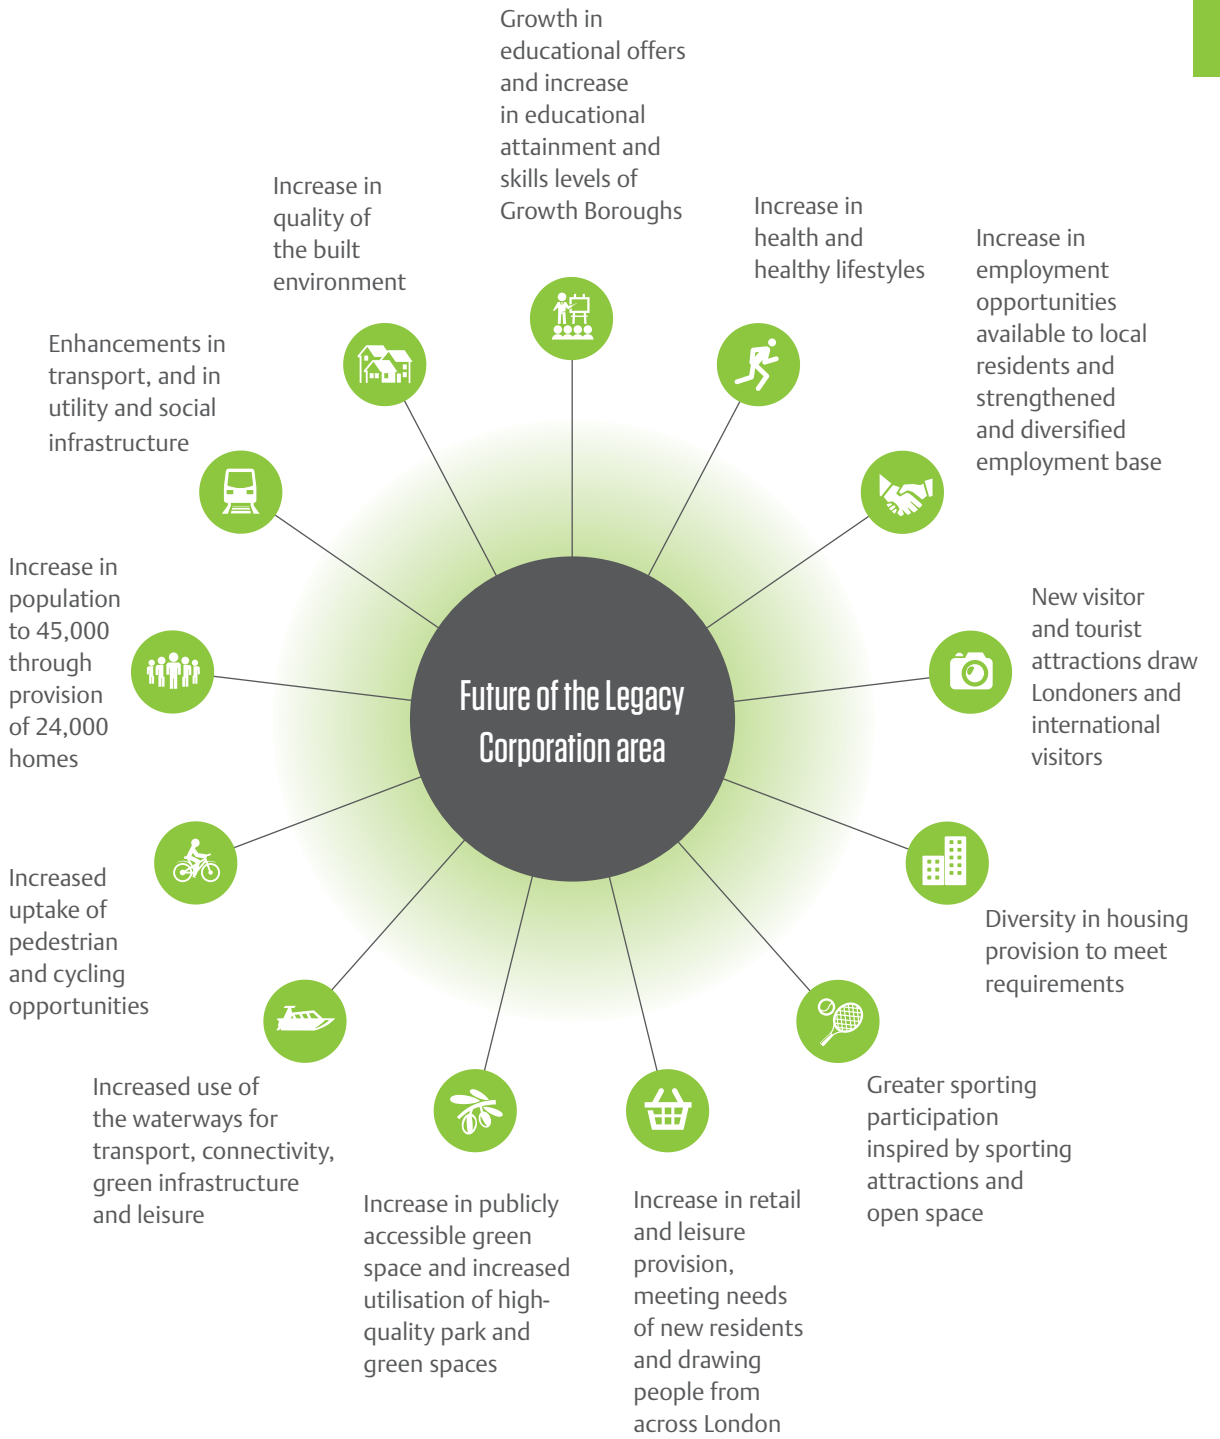 Growth in
educational offers
and increase
in educational
attainment and
skills levels of
Growth Boroughs
Increase in
health and
healthy lifestyles
Increase in
employment
opportunities
available to local
residents and
strengthened
and diversified
employment base
New visitor
and tourist
attractions draw
Londoners and
international
visitors
Diversity in housing
provision to meet
requirements
Greater sporting
participation
inspired by sporting
attractions and
open space
Increase in retail
and leisure
provision,
meeting needs
of new residents
and drawing
people from
across London
Increase in publicly
accessible green
space and increased
utilisation of high-
quality park and
green spaces
Increased use of
the waterways for
transport, connectivity,
green infrastructure
and leisure
Increased
uptake of
pedestrian
and cycling
opportunities
Increase in
population
to 45,000
through
provision
of 24,000
homes
Enhancements in
transport, and in
utility and social
infrastructure
Increase in
quality of
the built
environment
Future of the Legacy
Corporation area